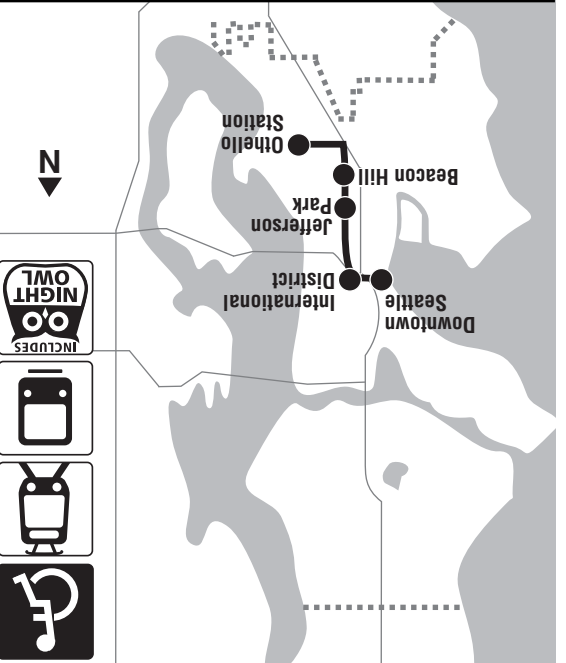 INCLUDES
NIGHT
OWL
Downtown
Seattle
International
District
Jefferson
Park
Beacon Hill
Othello
Station
N